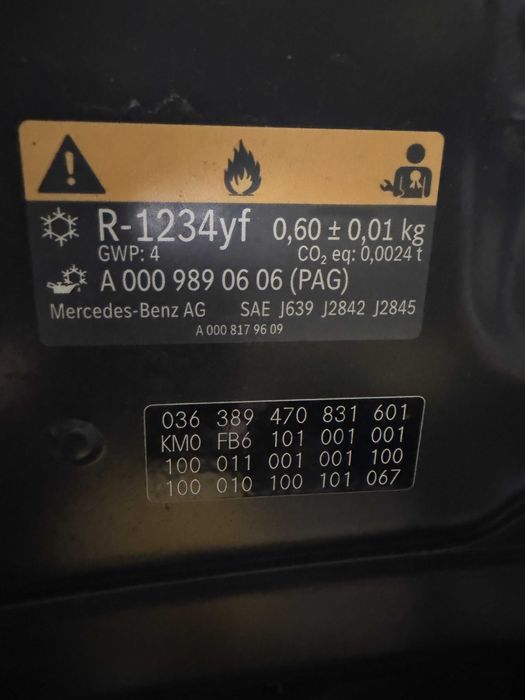 R-1234yf 0,60 ± 0,01 kg
GWP: 4 CO₂ eq: 0,0024 t
A 000 989 06 06 (PAG)
Mercedes-Benz AG SAE J639 J2842 J2845
A 000 817 96 09
036 389 470 831 601
KM0 FB6 101 001 001
100 011 001 001 100
100 010 100 101 067